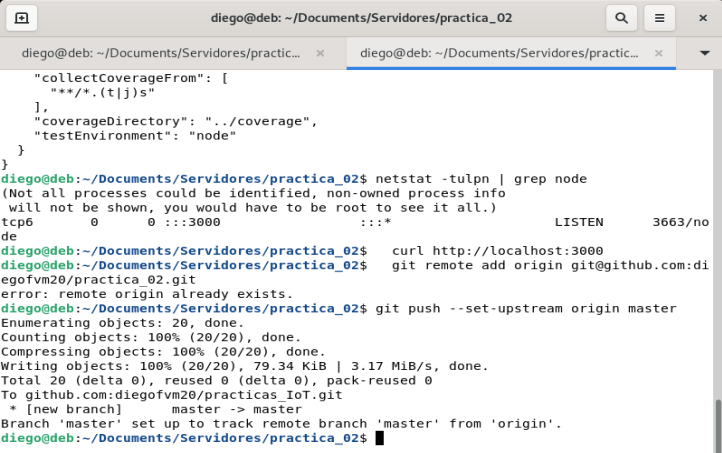 diego@deb: ~/Documents/Servidores/practica_02
diego@deb: ~/Documents/Servidores/practic...
diego@deb: ~/Documents/Servidores/practic...
"collectCoverageFrom": [
"**/*.(t|j)s"
],
"coverageDirectory": "../coverage",
"testEnvironment": "node"
}
}
diego@deb:~/Documents/Servidores/practica_02$ netstat -tulpn | grep node
(Not all processes could be identified, non-owned process info
will not be shown, you would have to be root to see it all.)
tcp6       0      0 :::3000                 :::*                    LISTEN      3663/no
de
diego@deb:~/Documents/Servidores/practica_02$   curl http://localhost:3000
diego@deb:~/Documents/Servidores/practica_02$   git remote add origin git@github.com:di
egofvm20/practica_02.git
error: remote origin already exists.
diego@deb:~/Documents/Servidores/practica_02$ git push --set-upstream origin master
Enumerating objects: 20, done.
Counting objects: 100% (20/20), done.
Compressing objects: 100% (20/20), done.
Writing objects: 100% (20/20), 79.34 KiB | 3.17 MiB/s, done.
Total 20 (delta 0), reused 0 (delta 0), pack-reused 0
To github.com:diegofvm20/practicas_IoT.git
* [new branch]      master -> master
Branch 'master' set up to track remote branch 'master' from 'origin'.
diego@deb:~/Documents/Servidores/practica_02$